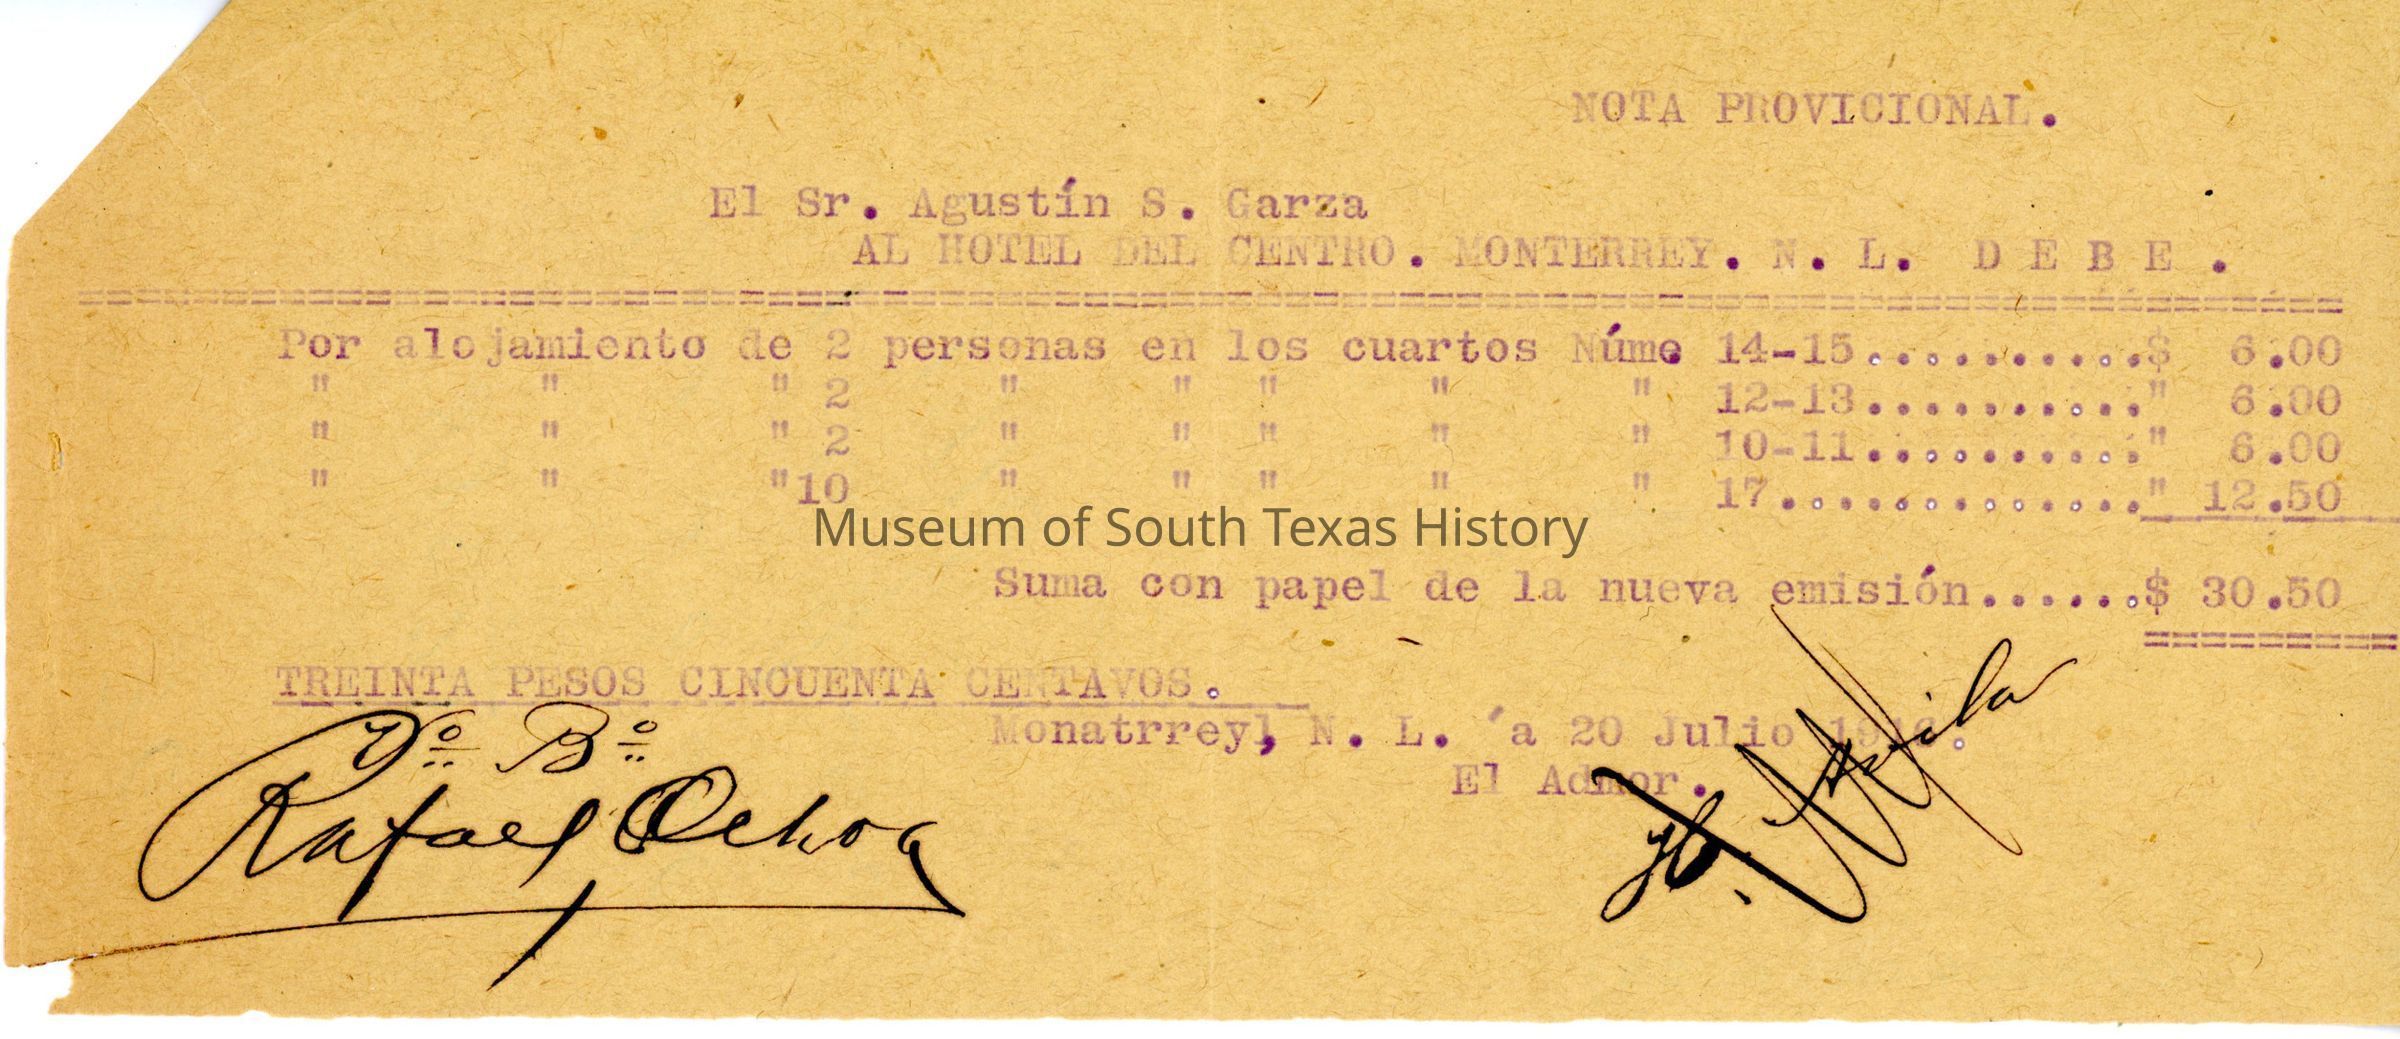 NOTA PROVICIONAL.
El Sr. Agustín S. Garza
AL HOTEL DEL CENTRO. MONTERREY. N. L. D E B E .
Por alojamiento de 2 personas en los cuartos Núme 14-15..........$ 6.00
" " " 2 " " " " " 12-13.........." 6.00
" " " 2 " " " " " 10-11.........." 6.00
" " "10 " " " " " 17............." 12.50
Museum of South Texas History
Suma con papel de la nueva emisión......$ 30.50
TREINTA PESOS CINCUENTA CENTAVOS.
Monatrrey, N. L. ´a 20 Julio 1916.
El Admor.
Vo. Bo.
Rafael Ochoa